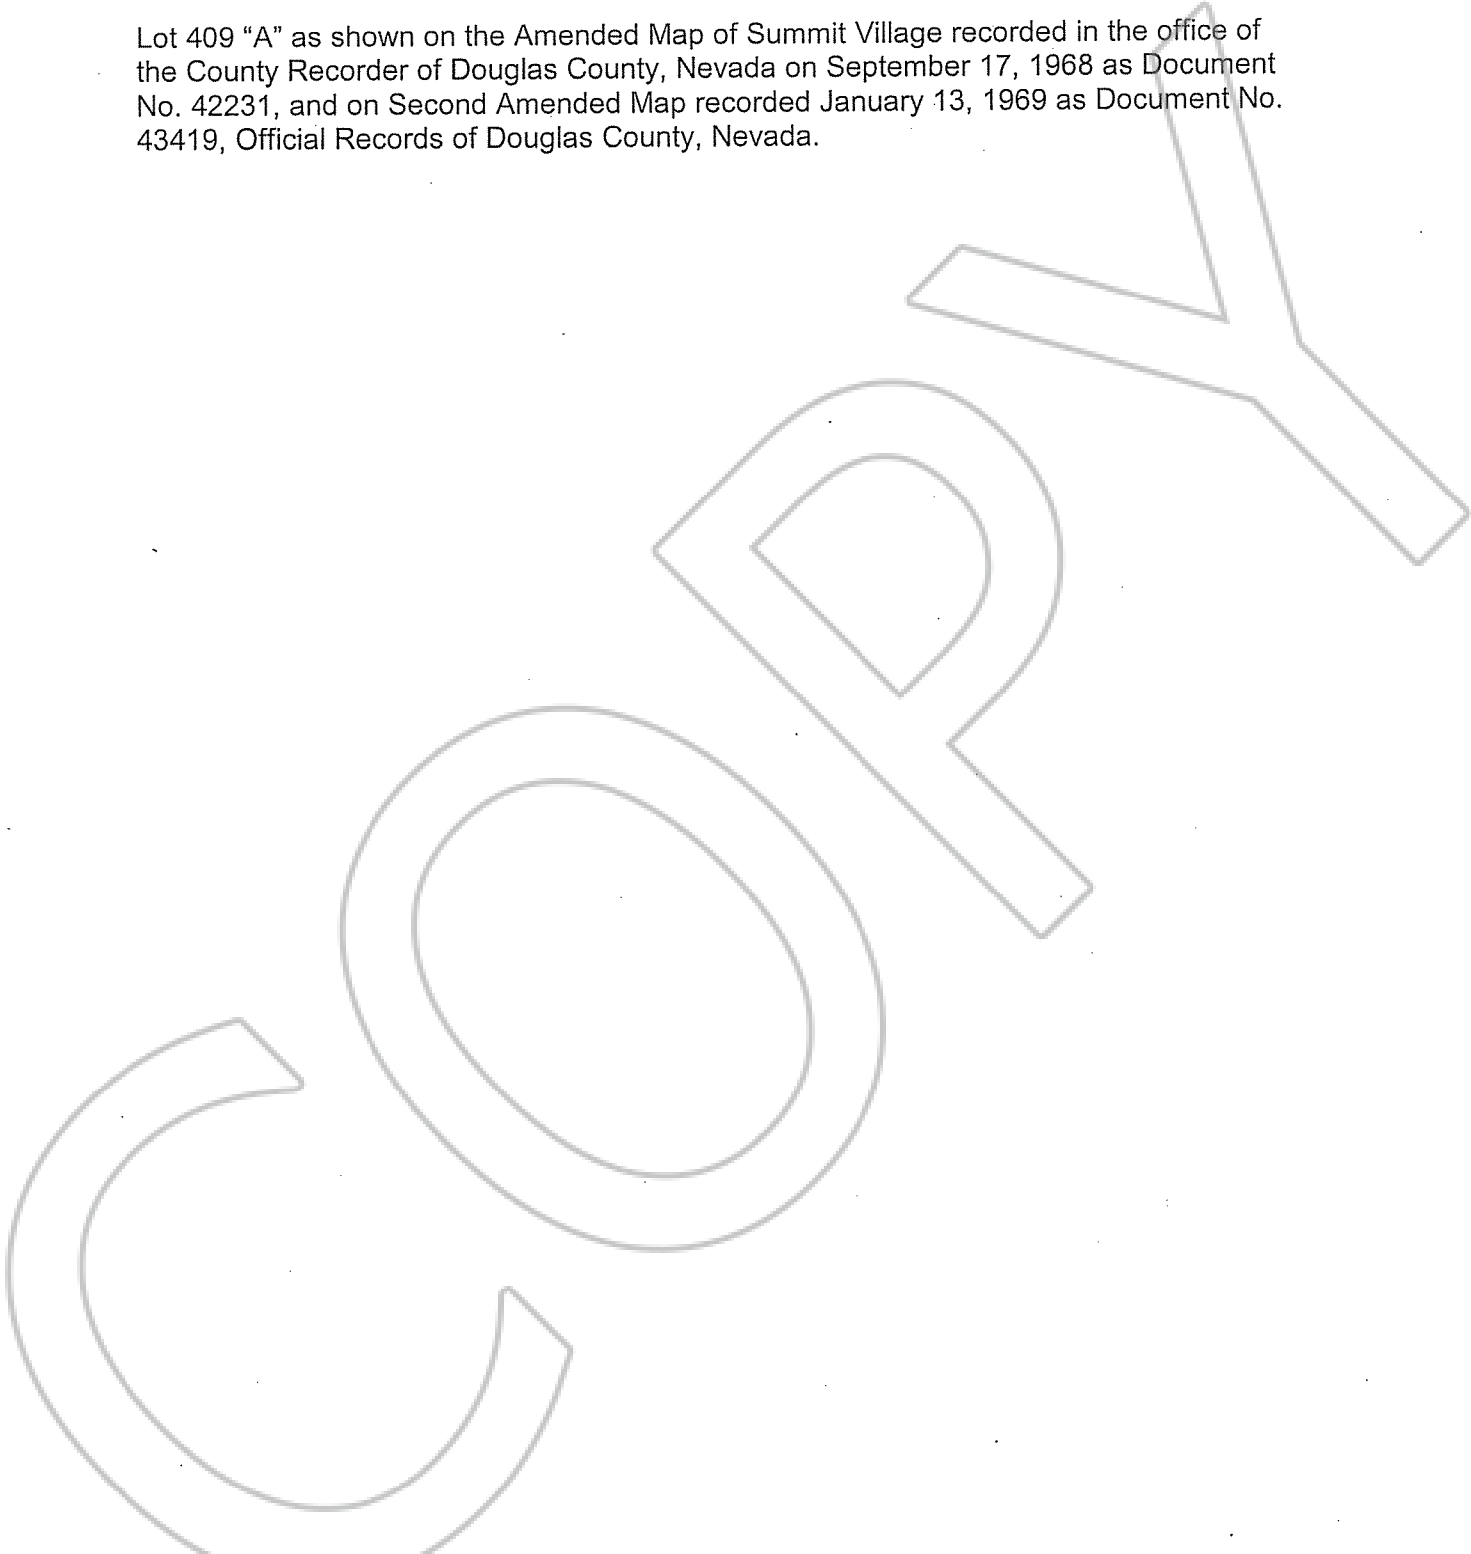 Lot 409 “A” as shown on the Amended Map of Summit Village recorded in the office of
the County Recorder of Douglas County, Nevada on September 17, 1968 as Document
No. 42231, and on Second Amended Map recorded January 13, 1969 as Document No.
43419, Official Records of Douglas County, Nevada.
COPY